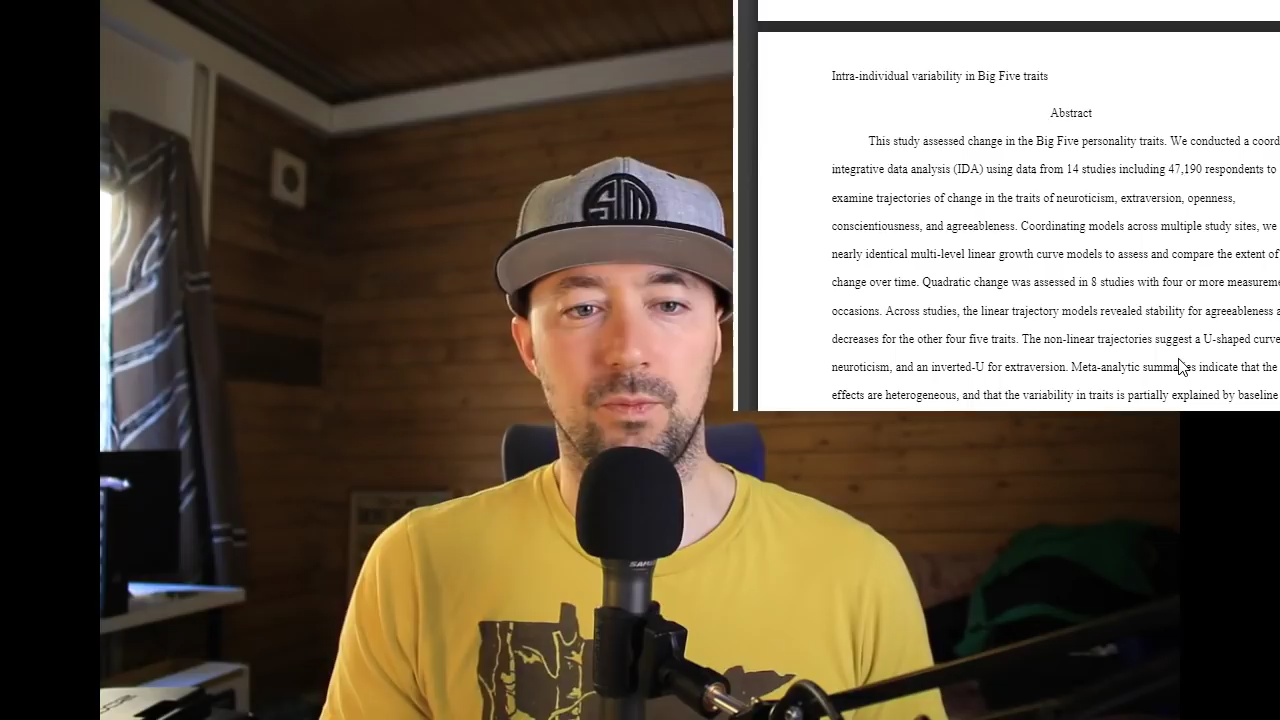 Intra-individual variability in Big Five traits
Abstract
This study assessed change in the Big Five personality traits. We conducted a coord
integrative data analysis (IDA) using data from 14 studies including 47,190 respondents to
examine trajectories of change in the traits of neuroticism, extraversion, openness,
conscientiousness, and agreeableness. Coordinating models across multiple study sites, we
nearly identical multi-level linear growth curve models to assess and compare the extent of
change over time. Quadratic change was assessed in 8 studies with four or more measureme
occasions. Across studies, the linear trajectory models revealed stability for agreeableness a
decreases for the other four five traits. The non-linear trajectories suggest a U-shaped curve
neuroticism, and an inverted-U for extraversion. Meta-analytic summaries indicate that the
effects are heterogeneous, and that the variability in traits is partially explained by baseline
SM
SAMSON